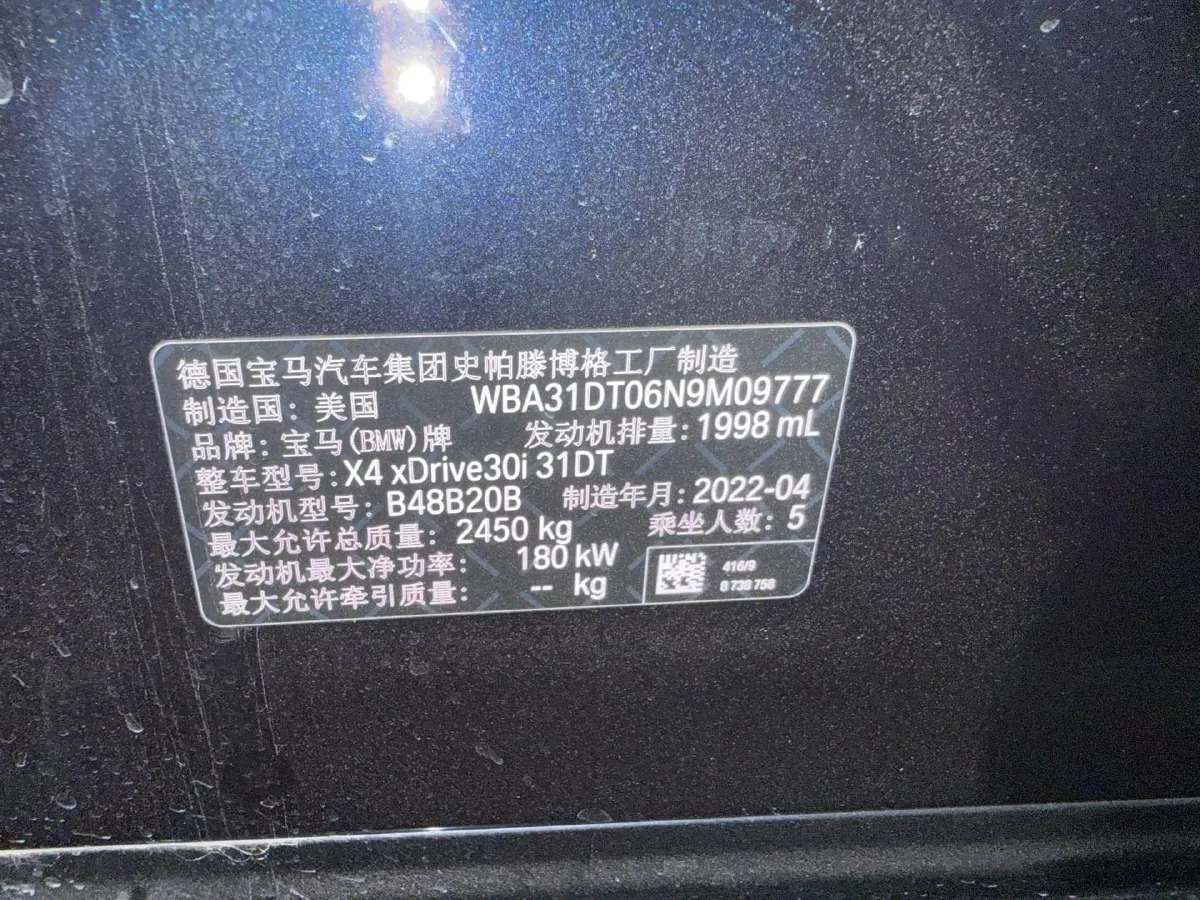 德国宝马汽车集团史帕滕博格工厂制造
制造国: 美国 WBA31DT06N9M09777
品牌: 宝马(BMW)牌 发动机排量: 1998 mL
整车型号: X4 xDrive30i 31DT
发动机型号: B48B20B 制造年月: 2022-04
最大允许总质量: 2450 kg 乘坐人数: 5
发动机最大净功率: 180 kW
最大允许牵引质量: -- kg
416/9
8 738 758